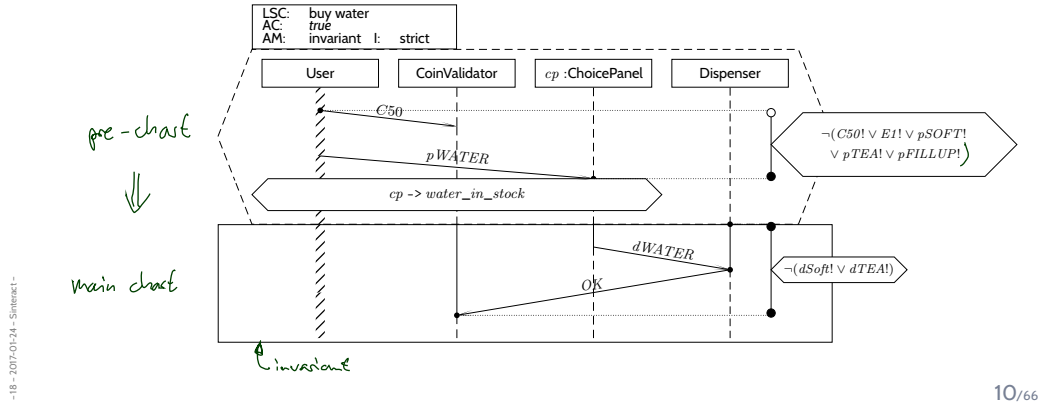 LSC: buy water
AC: true
AM: invariant I: strict
User
CoinValidator
cp :ChoicePanel
Dispenser
C50
¬(C50! ∨ E1! ∨ pSOFT!
∨ pTEA! ∨ pFILLUP!)
pre-chart
pWATER
cp -> water_in_stock
⇓
dWATER
¬(dSoft! ∨ dTEA!)
main chart
OK
invariant
–18 – 2017-01-24 – Sinteract –
10/66